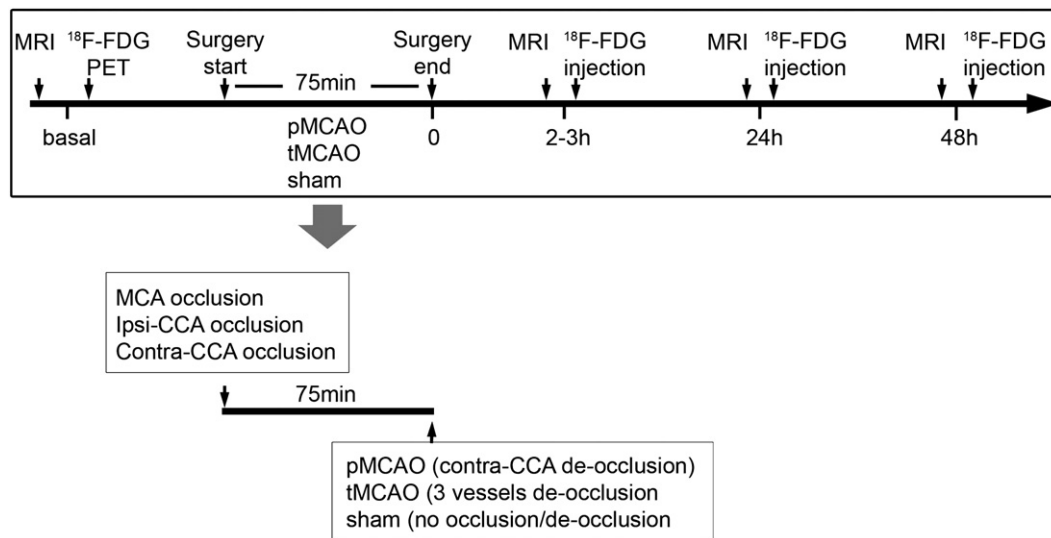 MRI ¹⁸F-FDG PET
Surgery start
Surgery end
MRI ¹⁸F-FDG injection
MRI ¹⁸F-FDG injection
MRI ¹⁸F-FDG injection
75min
basal
pMCAO
tMCAO
sham
0
2-3h
24h
48h
MCA occlusion
Ipsi-CCA occlusion
Contra-CCA occlusion
75min
pMCAO (contra-CCA de-occlusion)
tMCAO (3 vessels de-occlusion
sham (no occlusion/de-occlusion